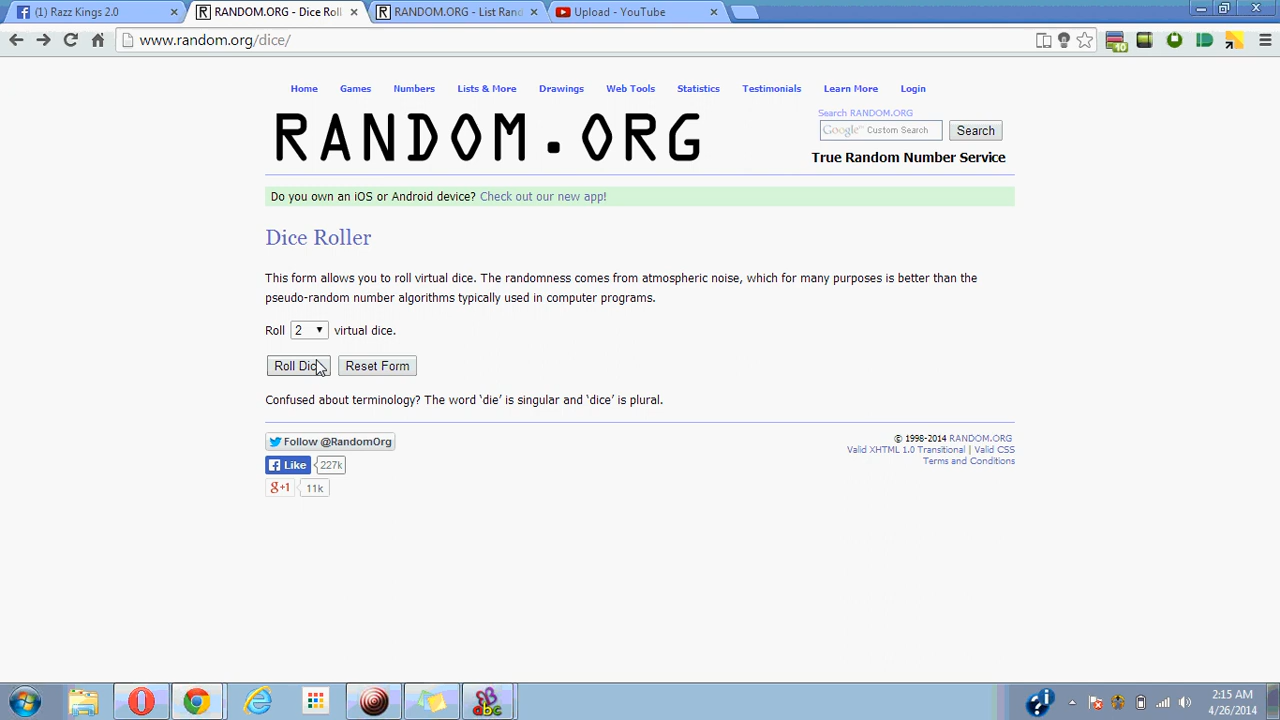 (1) Razz Kings 2.0
RANDOM.ORG - Dice Roll
RANDOM.ORG - List Rand
Upload - YouTube
www.random.org/dice/
10
Home Games Numbers Lists & More Drawings Web Tools Statistics Testimonials Learn More Login
RANDOM.ORG
Search RANDOM.ORG
Google™ Custom Search Search
True Random Number Service
Do you own an iOS or Android device? Check out our new app!
Dice Roller
This form allows you to roll virtual dice. The randomness comes from atmospheric noise, which for many purposes is better than the
pseudo-random number algorithms typically used in computer programs.
Roll 2 virtual dice.
Roll Dice Reset Form
Confused about terminology? The word ‘die’ is singular and ‘dice’ is plural.
Follow @RandomOrg
Like 227k
g+1 11k
© 1998-2014 RANDOM.ORG
Valid XHTML 1.0 Transitional | Valid CSS
Terms and Conditions
abc
2:15 AM
4/26/2014